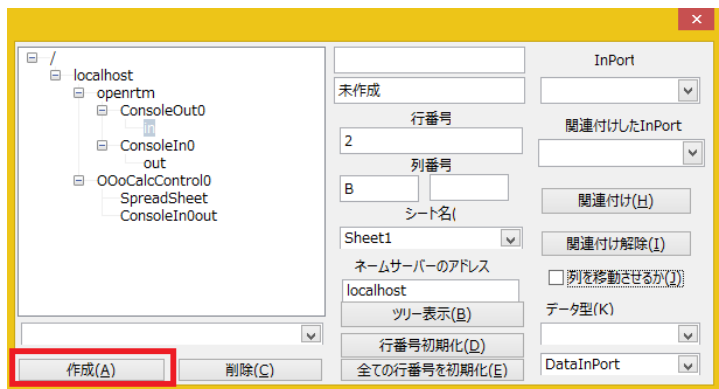 /
localhost
openrtm
ConsoleOut0
in
ConsoleIn0
out
OOoCalcControl0
SpreadSheet
ConsoleIn0out
作成(A)
削除(C)
未作成
行番号
2
列番号
B
シート名(
Sheet1
ネームサーバーのアドレス
localhost
ツリー表示(B)
行番号初期化(D)
全ての行番号を初期化(E)
InPort
関連付けしたInPort
関連付け(H)
関連付け解除(I)
列を移動させるか(J)
データ型(K)
DataInPort